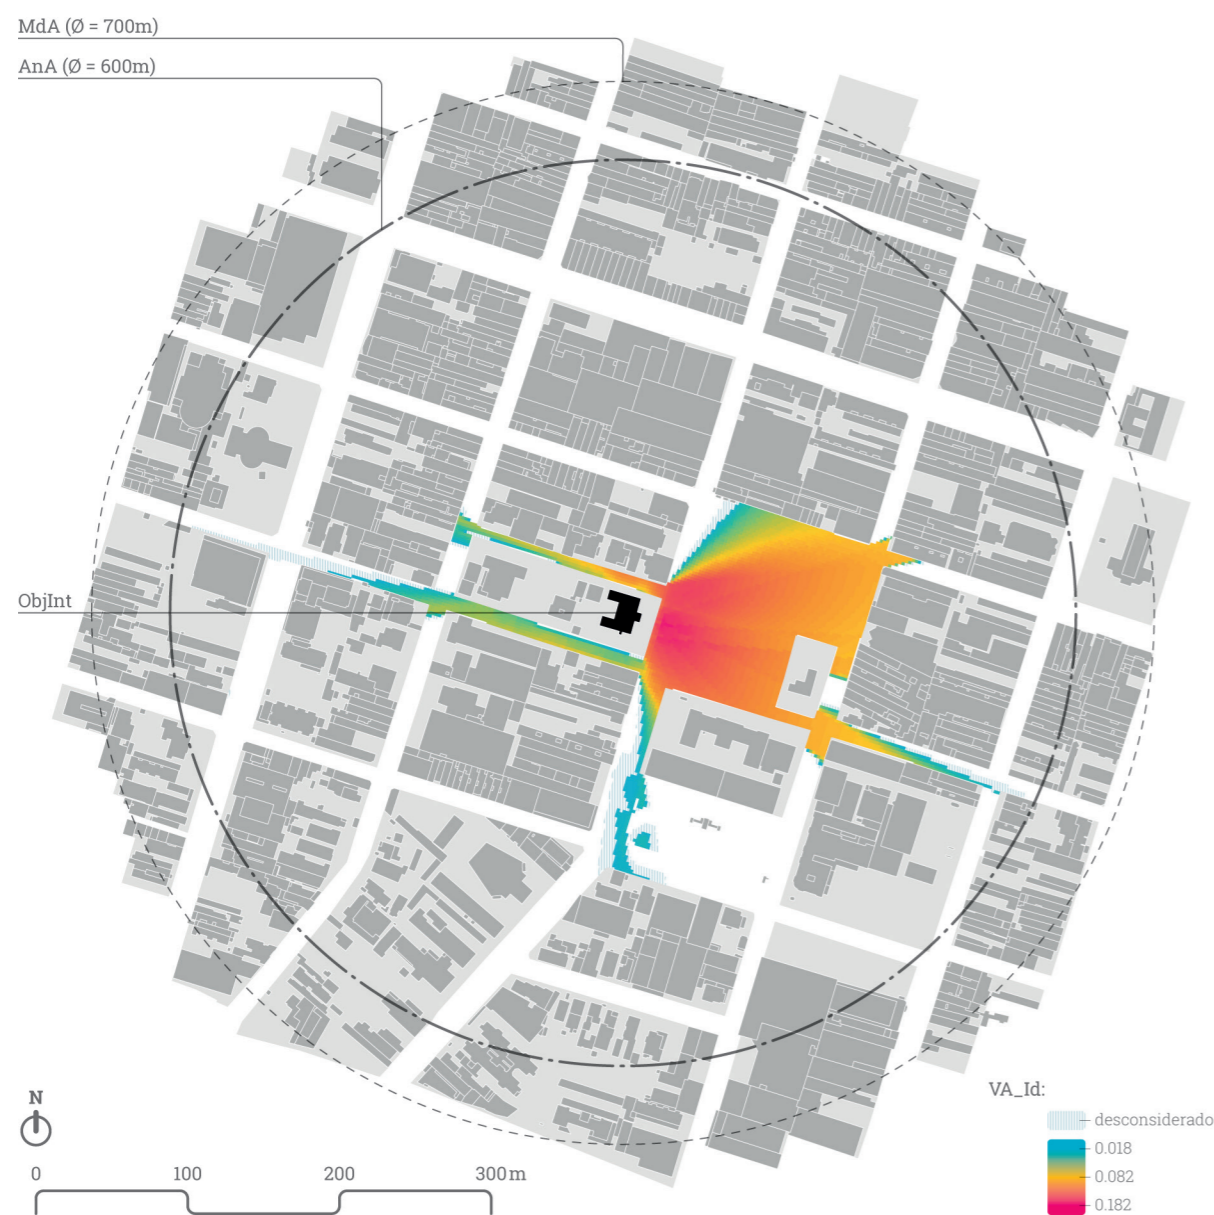 MdA (Ø = 700m)
AnA (Ø = 600m)
ObjInt
N
0 100 200 300m
VA_Id:
desconsiderado
0.018
0.082
0.182